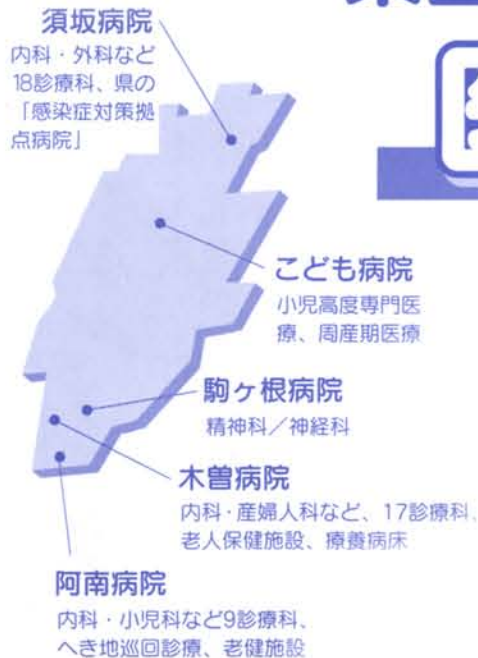 須坂病院
内科・外科など
18診療科、県の
「感染症対策拠
点病院」
こども病院
小児高度専門医
療、周産期医療
駒ヶ根病院
精神科／神経科
木曽病院
内科・産婦人科など、17診療科、
老人保健施設、療養病床
阿南病院
内科・小児科など9診療科、
へき地巡回診療、老健施設